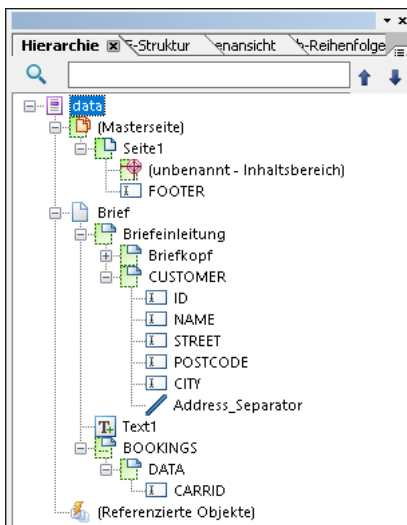 Hierarchie
F-Struktur
enansicht
h-Reihenfolge
data
(Masterseite)
Seite1
(unbenannt - Inhaltsbereich)
FOOTER
Brief
Briefeinleitung
Briefkopf
CUSTOMER
ID
NAME
STREET
POSTCODE
CITY
Address_Separator
Text1
BOOKINGS
DATA
CARRID
(Referenzierte Objekte)